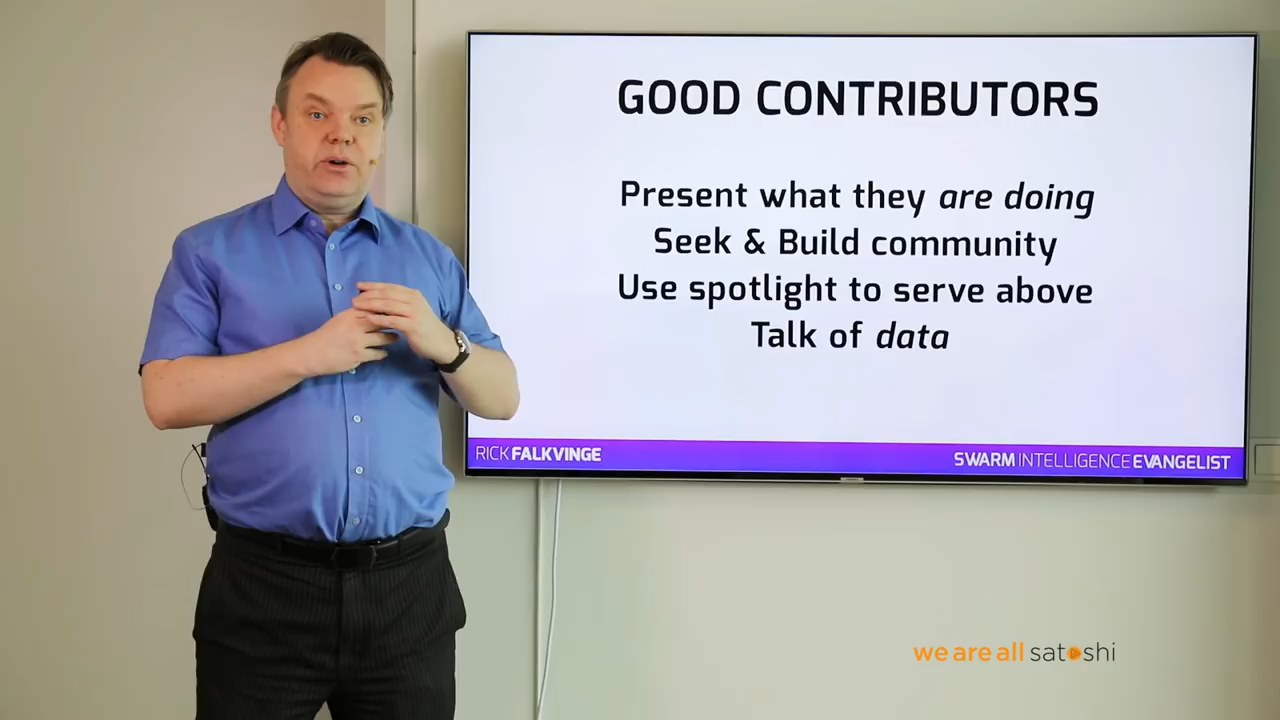 GOOD CONTRIBUTORS
Present what they are doing
Seek & Build community
Use spotlight to serve above
Talk of data
RICK FALKVINGE
SWARM INTELLIGENCE EVANGELIST
we are all satoshi